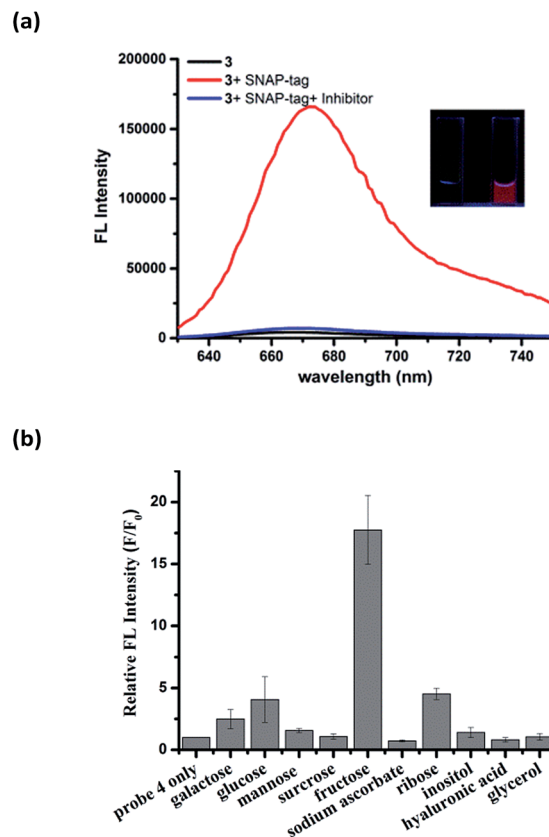 (a)
3
3+ SNAP-tag
3+ SNAP-tag+ Inhibitor
200000
150000
100000
50000
0
FL Intensity
640 660 680 700 720 740
wavelength (nm)
(b)
Relative FL Intensity (F/F0)
20
15
10
5
0
probe 4 only
galactose
glucose
mannose
surcrose
fructose
sodium ascorbate
ribose
inositol
hyaluronic acid
glycerol